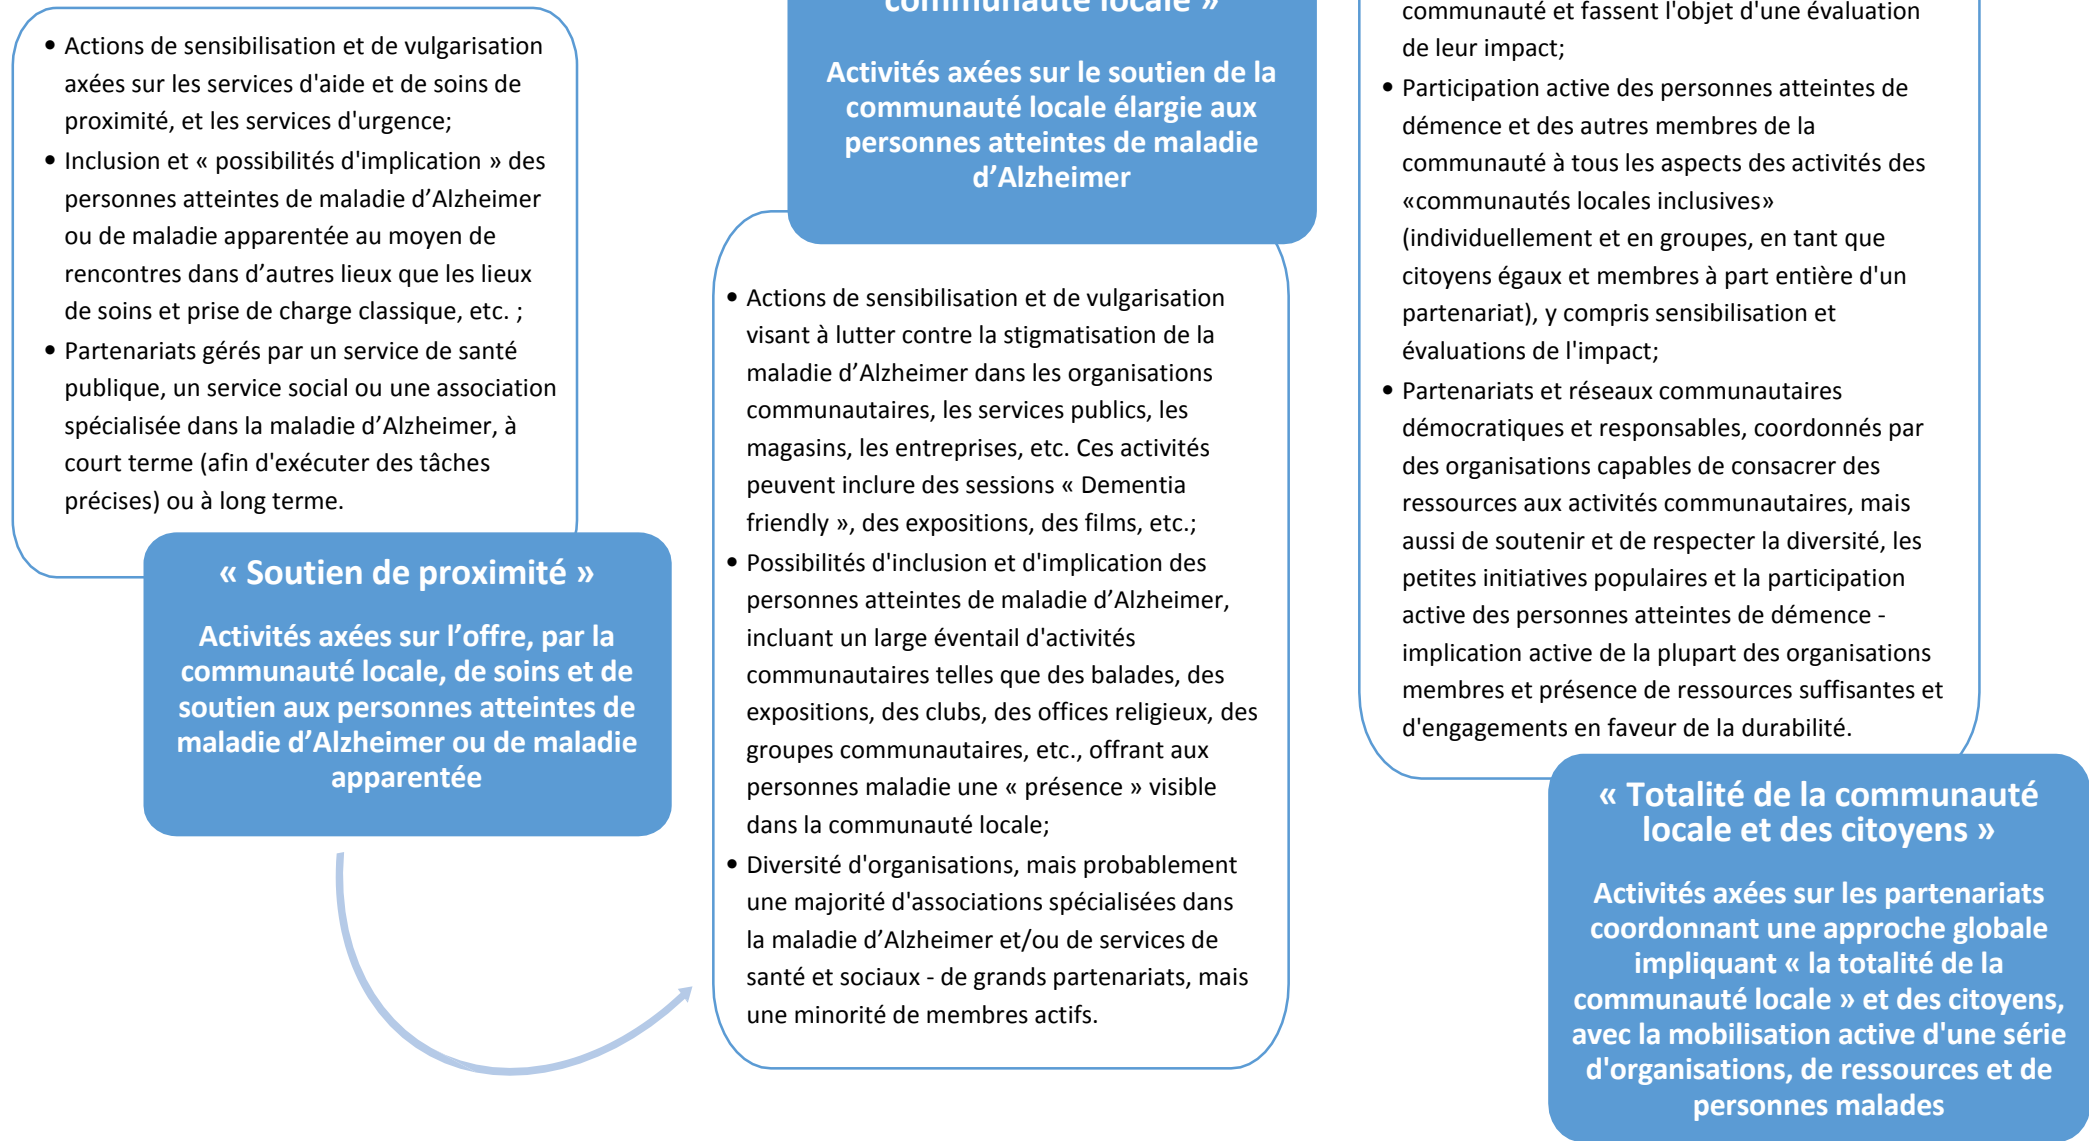 • Actions de sensibilisation et de vulgarisation
axées sur les services d'aide et de soins de
proximité, et les services d'urgence;
• Inclusion et « possibilités d'implication » des
personnes atteintes de maladie d’Alzheimer
ou de maladie apparentée au moyen de
rencontres dans d’autres lieux que les lieux
de soins et prise de charge classique, etc. ;
• Partenariats gérés par un service de santé
publique, un service social ou une association
spécialisée dans la maladie d’Alzheimer, à
court terme (afin d'exécuter des tâches
précises) ou à long terme.
« Soutien de proximité »
Activités axées sur l’offre, par la
communauté locale, de soins et de
soutien aux personnes atteintes de
maladie d’Alzheimer ou de maladie
apparentée
communauté locale »
Activités axées sur le soutien de la
communauté locale élargie aux
personnes atteintes de maladie
d’Alzheimer
• Actions de sensibilisation et de vulgarisation
visant à lutter contre la stigmatisation de la
maladie d’Alzheimer dans les organisations
communautaires, les services publics, les
magasins, les entreprises, etc. Ces activités
peuvent inclure des sessions « Dementia
friendly », des expositions, des films, etc.;
• Possibilités d'inclusion et d'implication des
personnes atteintes de maladie d’Alzheimer,
incluant un large éventail d'activités
communautaires telles que des balades, des
expositions, des clubs, des offices religieux, des
groupes communautaires, etc., offrant aux
personnes maladie une « présence » visible
dans la communauté locale;
• Diversité d'organisations, mais probablement
une majorité d'associations spécialisées dans
la maladie d’Alzheimer et/ou de services de
santé et sociaux - de grands partenariats, mais
une minorité de membres actifs.
communauté et fassent l'objet d'une évaluation
de leur impact;
• Participation active des personnes atteintes de
démence et des autres membres de la
communauté à tous les aspects des activités des
«communautés locales inclusives»
(individuellement et en groupes, en tant que
citoyens égaux et membres à part entière d'un
partenariat), y compris sensibilisation et
évaluations de l'impact;
• Partenariats et réseaux communautaires
démocratiques et responsables, coordonnés par
des organisations capables de consacrer des
ressources aux activités communautaires, mais
aussi de soutenir et de respecter la diversité, les
petites initiatives populaires et la participation
active des personnes atteintes de démence -
implication active de la plupart des organisations
membres et présence de ressources suffisantes et
d'engagements en faveur de la durabilité.
« Totalité de la communauté
locale et des citoyens »
Activités axées sur les partenariats
coordonnant une approche globale
impliquant « la totalité de la
communauté locale » et des citoyens,
avec la mobilisation active d'une série
d'organisations, de ressources et de
personnes malades